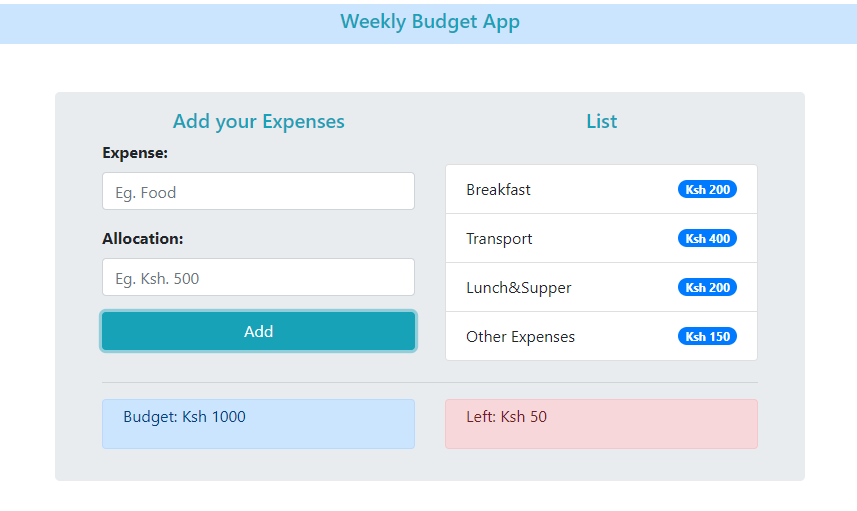 Weekly Budget App
Add your Expenses
Expense:
Eg. Food
Allocation:
Eg. Ksh. 500
Add
List
Breakfast Ksh 200
Transport Ksh 400
Lunch&Supper Ksh 200
Other Expenses Ksh 150
Budget: Ksh 1000
Left: Ksh 50